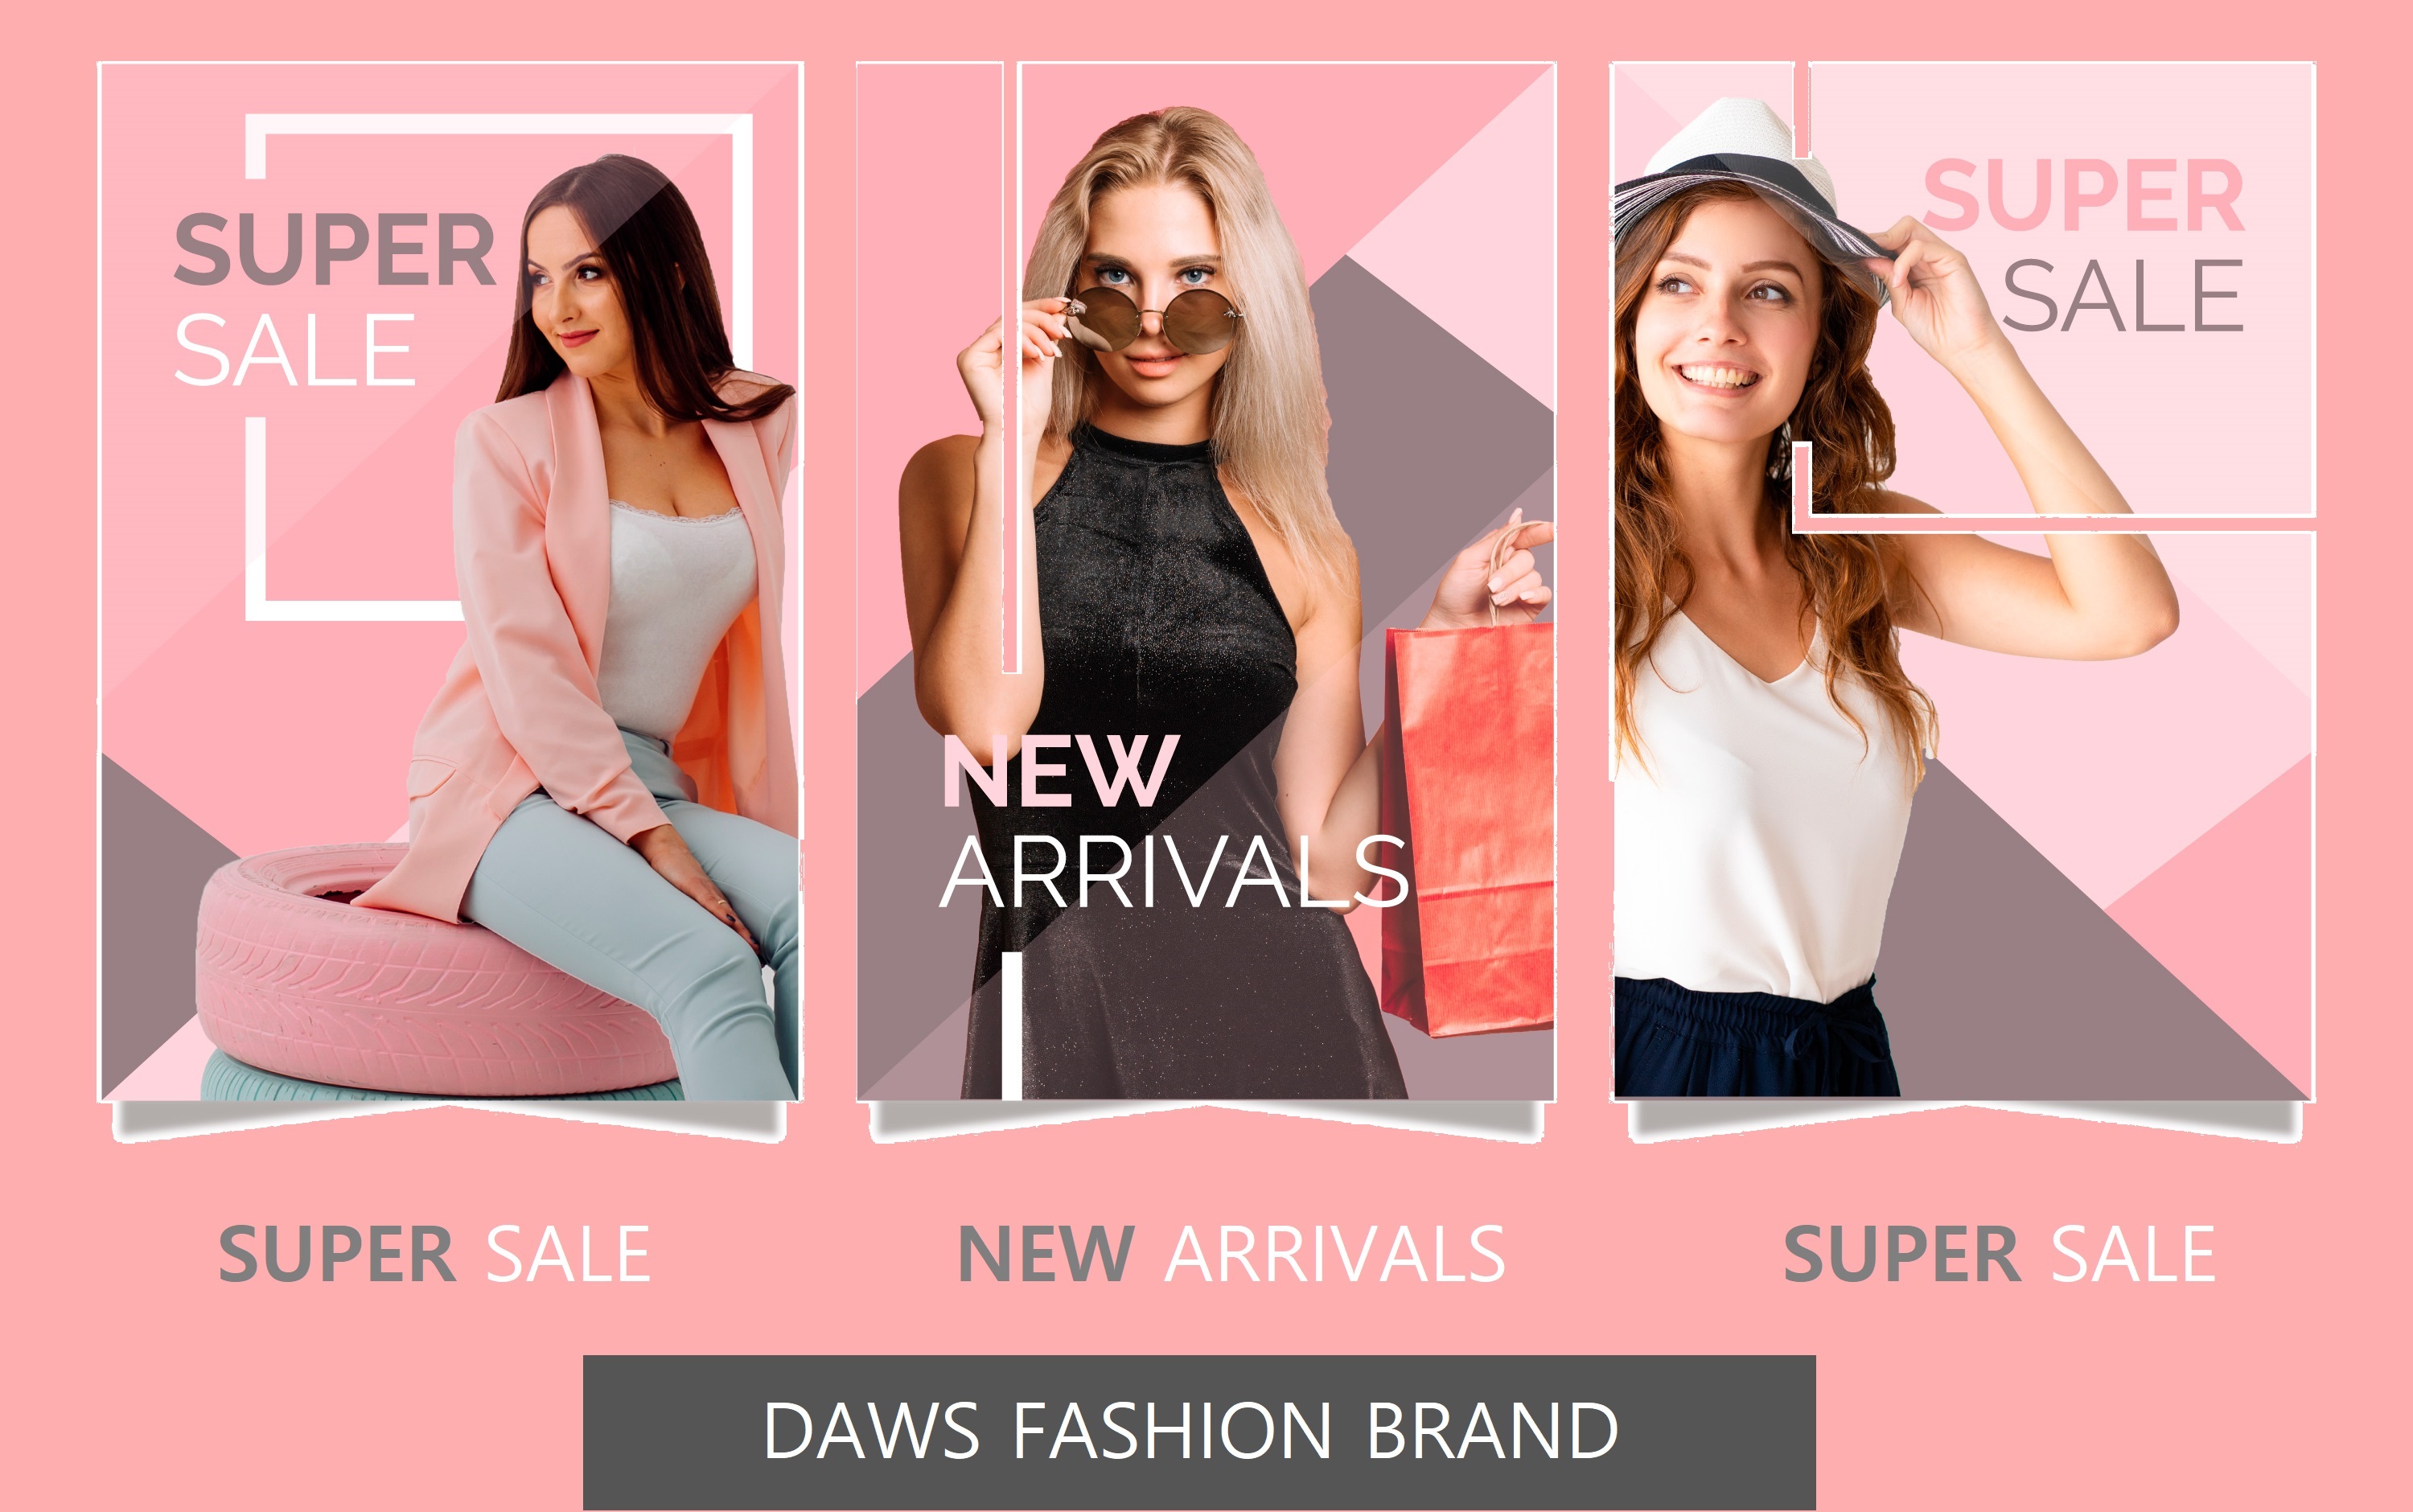 SUPER
SALE
NEW
ARRIVALS
SUPER
SALE
SUPER SALE
NEW ARRIVALS
SUPER SALE
DAWS FASHION BRAND